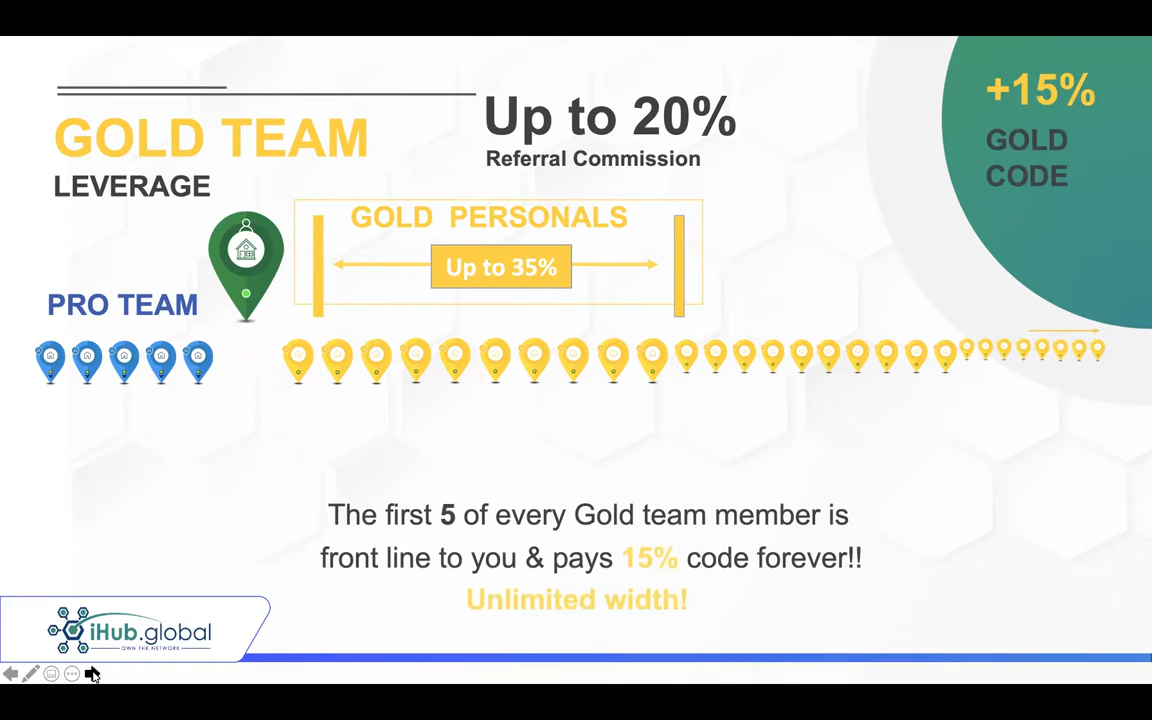 GOLD TEAM
LEVERAGE
Up to 20%
Referral Commission
+15%
GOLD
CODE
GOLD PERSONALS
Up to 35%
PRO TEAM
The first 5 of every Gold team member is
front line to you & pays 15% code forever!!
Unlimited width!
iHub.global
OWN THE NETWORK